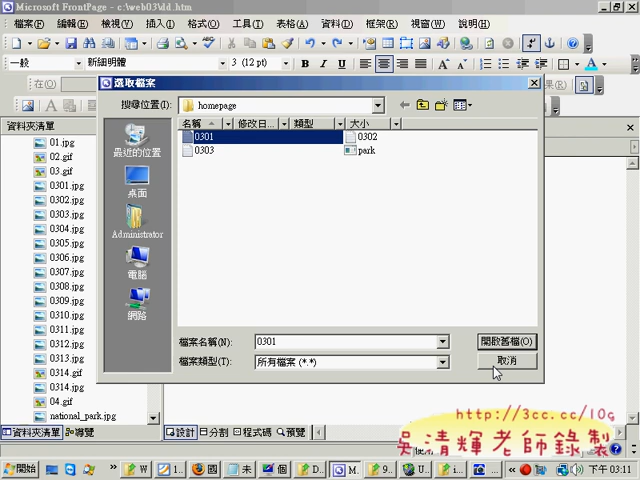 Microsoft FrontPage - c:\web03\dd_htm
檔案(F) 編輯(E) 檢視(V) 插入(I) 格式(O) 工具(T) 表格(A) 資料(D) 框架(R) 視窗(W) 說明(H)
一般 新細明體 3 (12 pt)
在(O)
選取檔案
搜尋位置(I): homepage
資料夾清單
01.jpg
02.gif
03.gif
0301.jpg
0302.jpg
0303.jpg
0304.jpg
0305.jpg
0306.jpg
0307.jpg
0308.jpg
0309.jpg
0310.jpg
0311.jpg
0312.jpg
0313.jpg
0314.gif
0314.jpg
04.gif
national_park.jpg
最近的位置
桌面
Administrator
電腦
網路
名稱 修改日... 類型 大小
0301 0302
0303 park
檔案名稱(N): 0301 開啟舊檔(O)
檔案類型(T): 所有檔案 (*.*) 取消
資料夾清單 導覽 設計 分割 程式碼 預覽
http://3cc.cc/10g
吳清輝老師錄製
開始 W 1... 國 未 個 D... M... 9... U... i... ... 下午 03:11